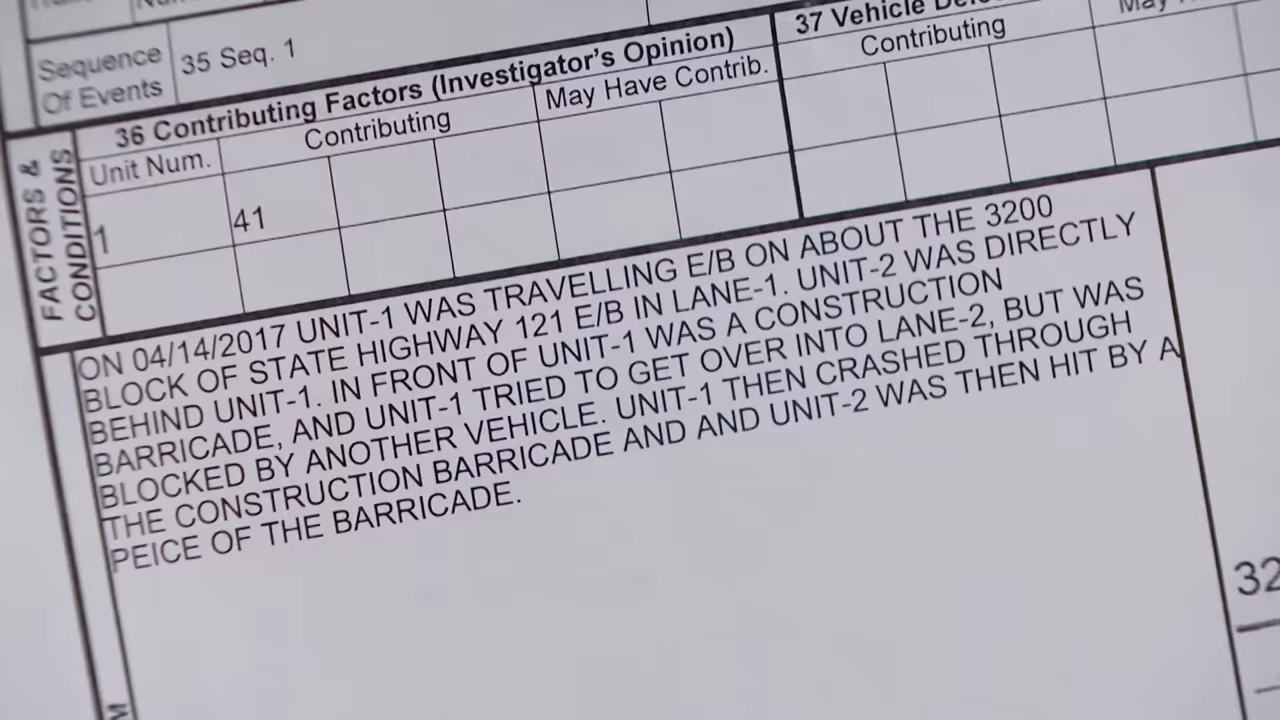 Sequence
Of Events
35 Seq. 1
36 Contributing Factors (Investigator's Opinion)
37 Vehicle
Unit Num.
Contributing
May Have Contrib.
Contributing
May
FACTORS &
CONDITIONS
1
41
ON 04/14/2017 UNIT-1 WAS TRAVELLING E/B ON ABOUT THE 3200
BLOCK OF STATE HIGHWAY 121 E/B IN LANE-1. UNIT-2 WAS DIRECTLY
BEHIND UNIT-1. IN FRONT OF UNIT-1 WAS A CONSTRUCTION
BARRICADE, AND UNIT-1 TRIED TO GET OVER INTO LANE-2, BUT WAS
BLOCKED BY ANOTHER VEHICLE. UNIT-1 THEN CRASHED THROUGH
THE CONSTRUCTION BARRICADE AND AND UNIT-2 WAS THEN HIT BY A
PEICE OF THE BARRICADE.
32